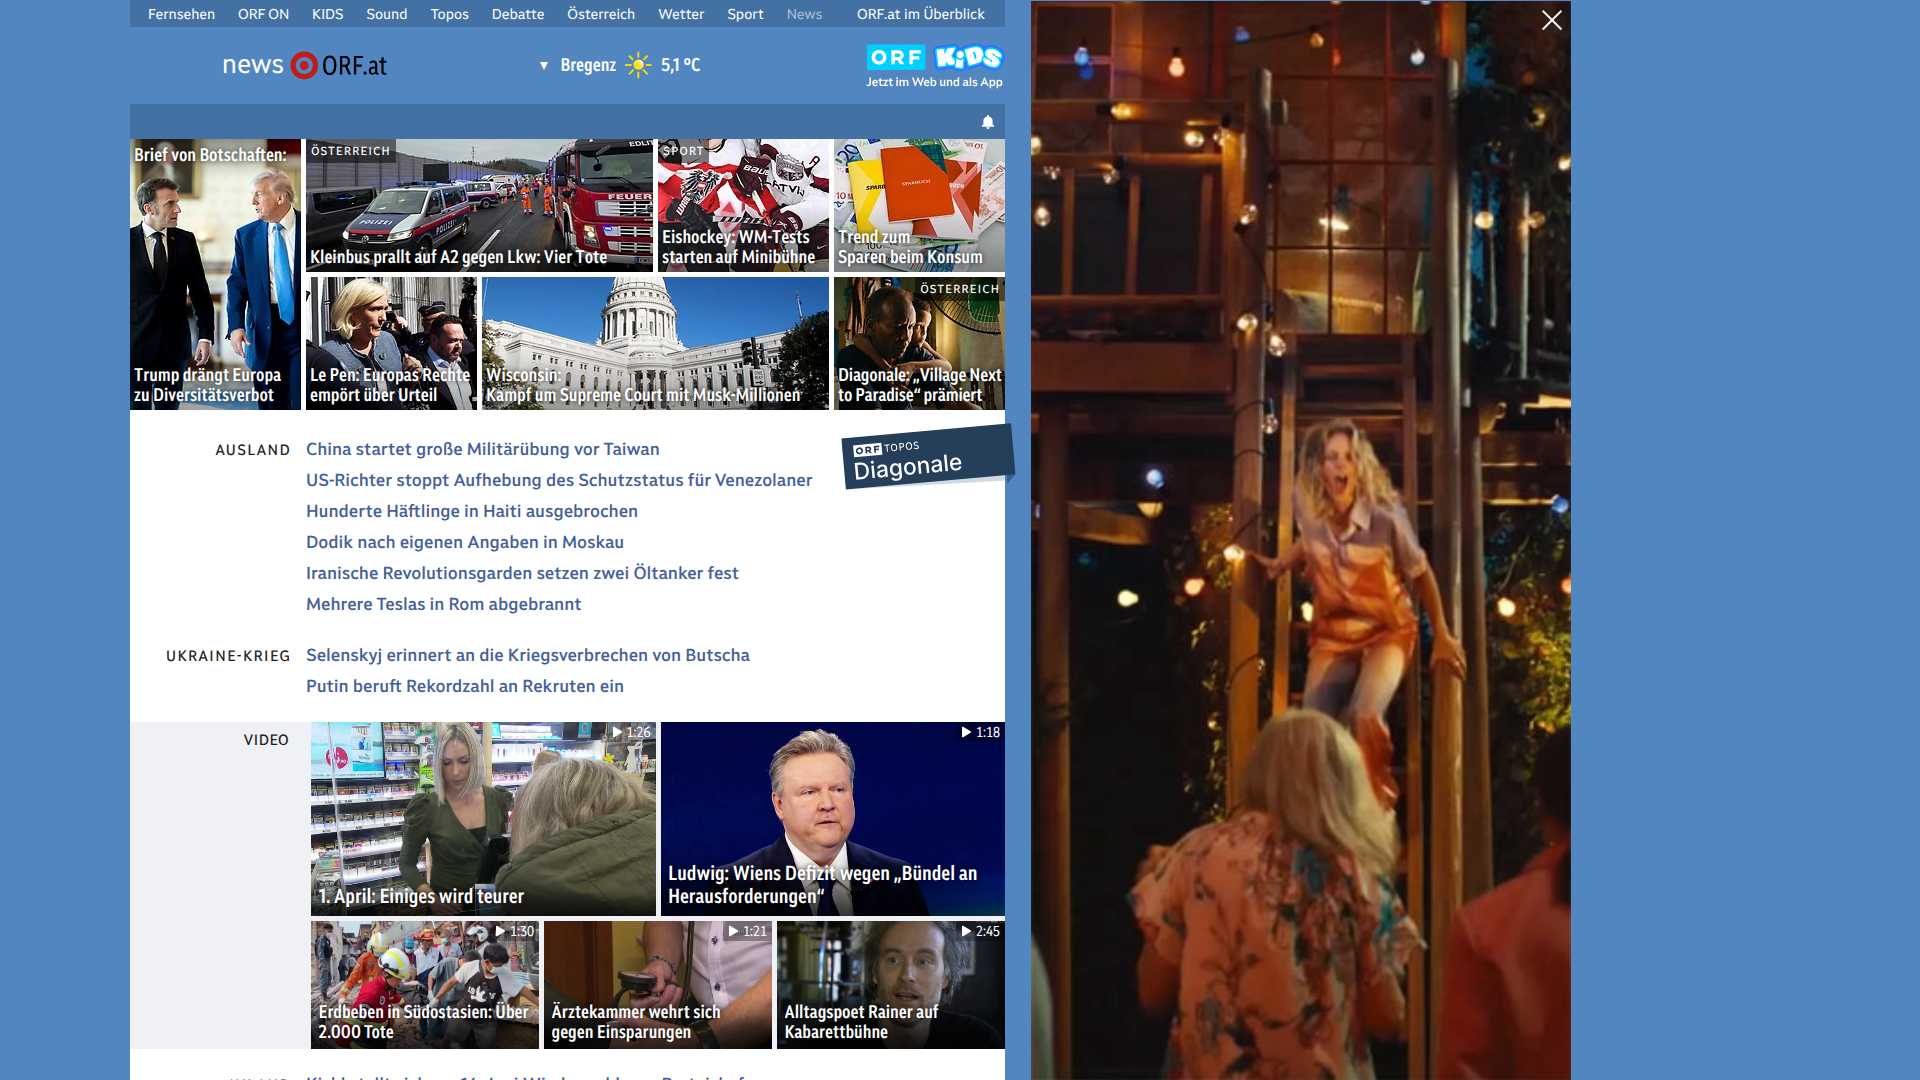 Fernsehen ORF ON KIDS Sound Topos Debatte Österreich Wetter Sport News ORF.at im Überblick
news ORF.at
▼ Bregenz 5,1 °C
ORF KiDS
Jetzt im Web und als App
Brief von Botschaften:
Trump drängt Europa
zu Diversitätsverbot
ÖSTERREICH
EDLIT
FEUER
POLIZEI
POLIZEI
Kleinbus prallt auf A2 gegen Lkw: Vier Tote
SPORT
BAUER
LATVI
Eishockey: WM-Tests
starten auf Minibühne
SPARBUCH
Trend zum
Sparen beim Konsum
Le Pen: Europas Rechte
empört über Urteil
Wisconsin:
Kampf um Supreme Court mit Musk-Millionen
ÖSTERREICH
Diagonale: „Village Next
to Paradise“ prämiert
AUSLAND
China startet große Militärübung vor Taiwan
US-Richter stoppt Aufhebung des Schutzstatus für Venezolaner
Hunderte Häftlinge in Haiti ausgebrochen
Dodik nach eigenen Angaben in Moskau
Iranische Revolutionsgarden setzen zwei Öltanker fest
Mehrere Teslas in Rom abgebrannt
ORF TOPOS
Diagonale
UKRAINE-KRIEG
Selenskyj erinnert an die Kriegsverbrechen von Butscha
Putin beruft Rekordzahl an Rekruten ein
VIDEO
1:26
1. April: Einiges wird teurer
1:18
Ludwig: Wiens Defizit wegen „Bündel an
Herausforderungen“
1:30
Erdbeben in Südostasien: Über
2.000 Tote
1:21
Ärztekammer wehrt sich
gegen Einsparungen
2:45
Alltagspoet Rainer auf
Kabarettbühne